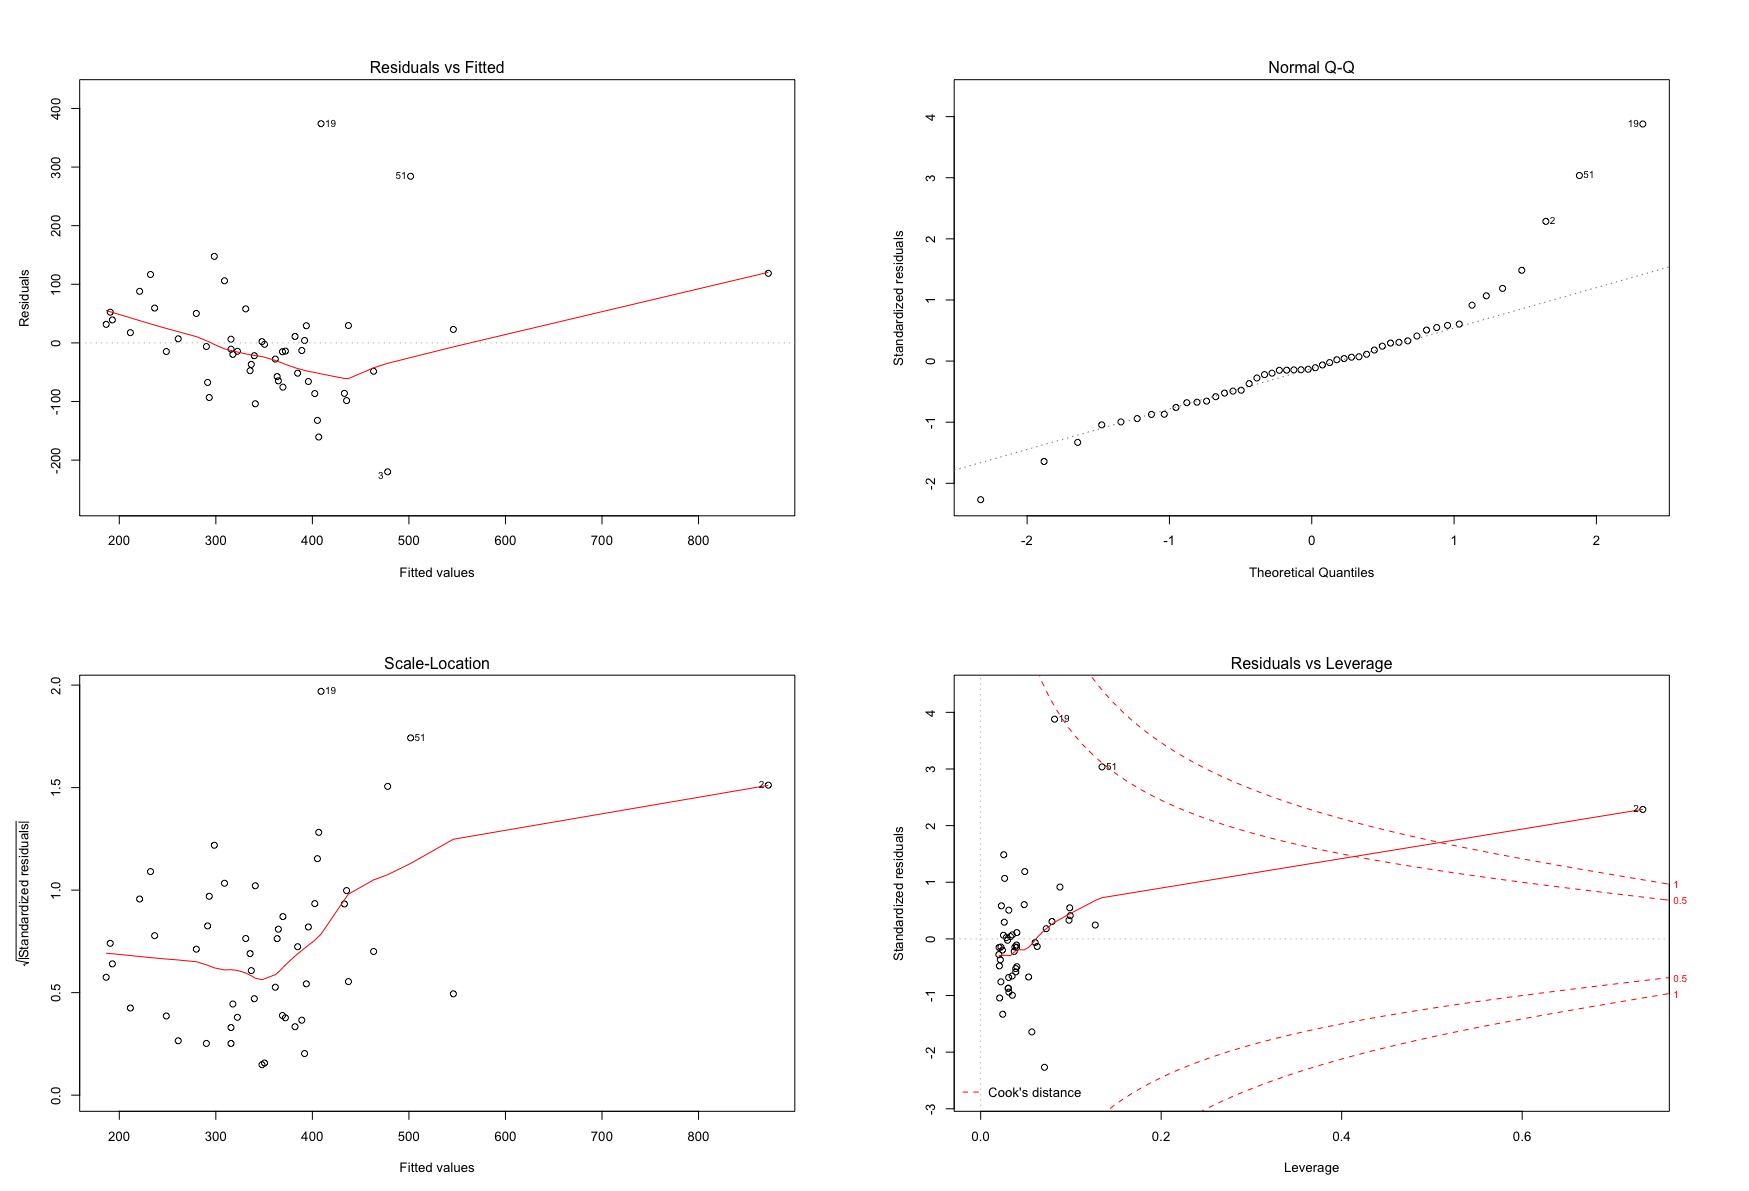 Residuals vs Fitted
Residuals
400
300
200
100
0
-100
-200
19
51
3
200 300 400 500 600 700 800
Fitted values
Normal Q-Q
Standardized residuals
4
3
2
1
0
-1
-2
19
51
2
-2 -1 0 1 2
Theoretical Quantiles
Scale-Location
√|Standardized residuals|
2.0
1.5
1.0
0.5
0.0
19
51
2
200 300 400 500 600 700 800
Fitted values
Residuals vs Leverage
Standardized residuals
4
3
2
1
0
-1
-2
-3
19
51
2
1
0.5
0.5
1
Cook's distance
0.0 0.2 0.4 0.6
Leverage